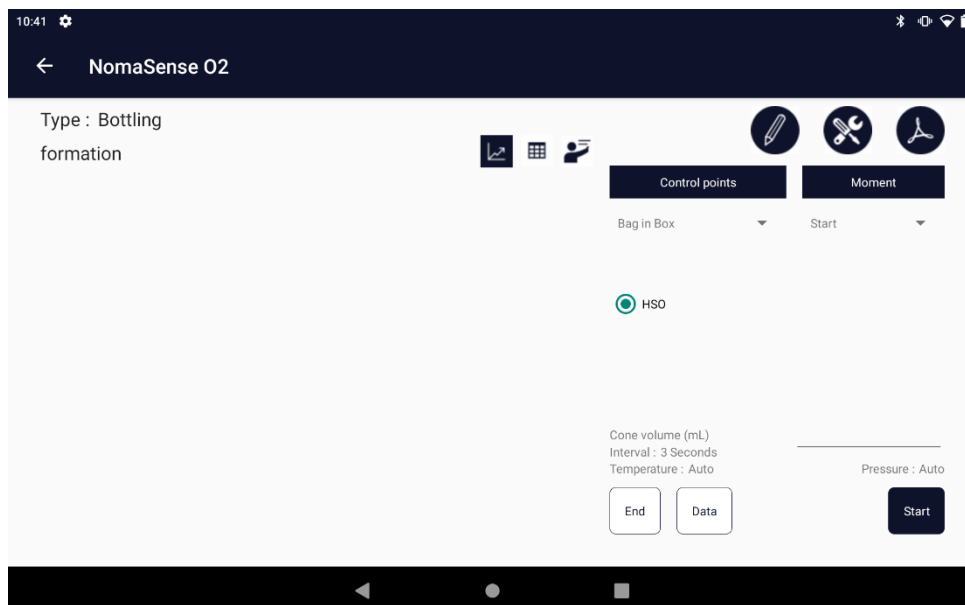 10:41
NomaSense O2
Type : Bottling
formation
Control points
Moment
Bag in Box
Start
HSO
Cone volume (mL)
Interval : 3 Seconds
Temperature : Auto
Pressure : Auto
End
Data
Start